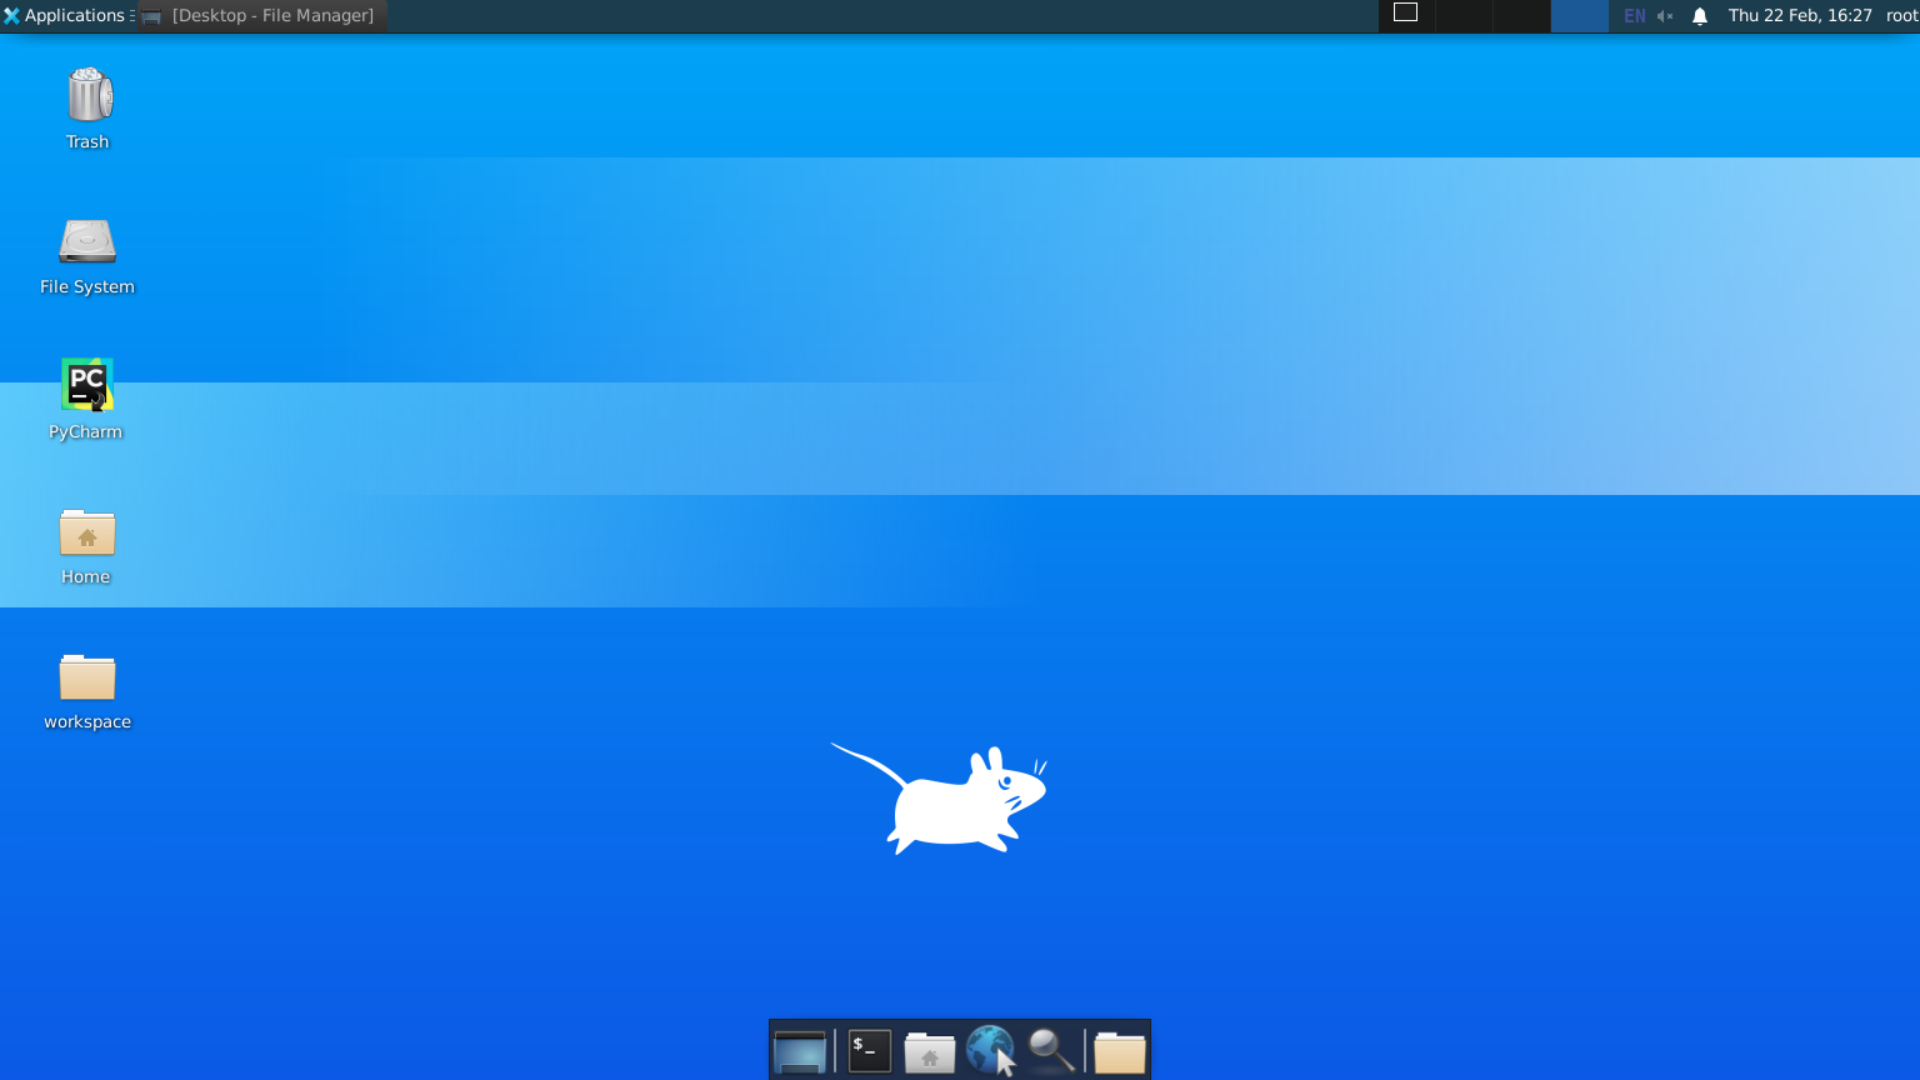 Applications [Desktop - File Manager] EN Thu 22 Feb, 16:27 root
Trash
File System
PC
PyCharm
Home
workspace
$_